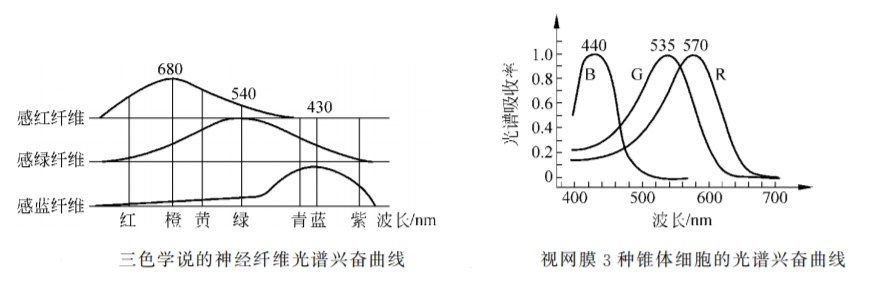 680
540
430
感红纤维
感绿纤维
感蓝纤维
红 橙 黄 绿 青 蓝 紫 波长/nm
三色学说的神经纤维光谱兴奋曲线
440 535 570
B G R
光谱吸收率
1.0
0.8
0.6
0.4
0.2
0
400 500 600 700
波长/nm
视网膜 3 种锥体细胞的光谱兴奋曲线